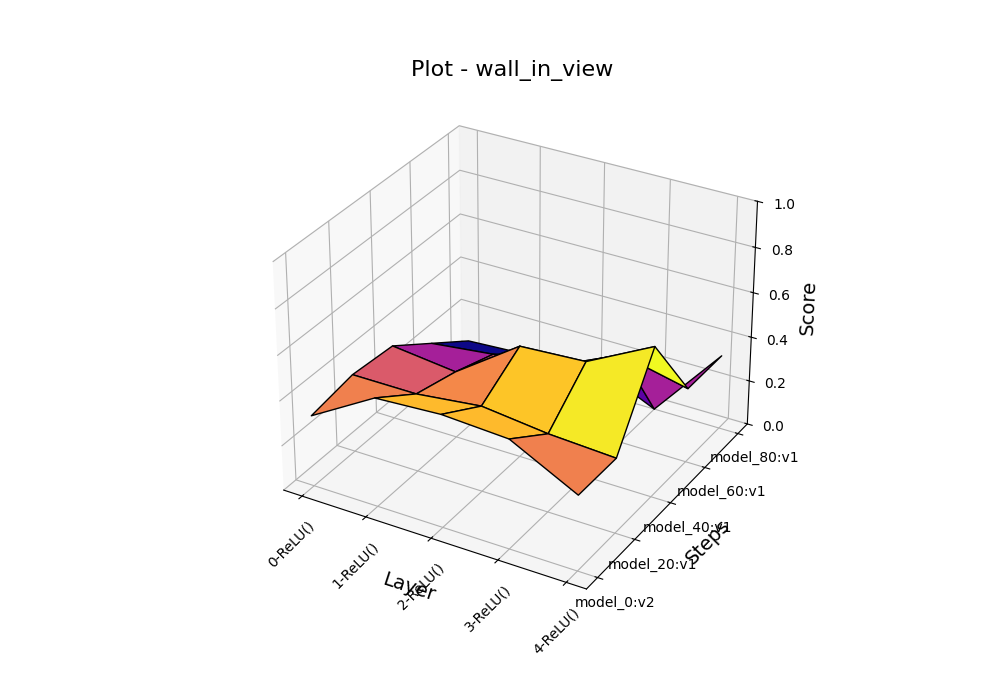 Plot - wall_in_view
1.0
0.8
0.6
0.4
0.2
0.0
Score
model_80:v1
model_60:v1
model_40:v1
model_20:v1
model_0:v2
Steps
0-ReLU()
1-ReLU()
2-ReLU()
3-ReLU()
4-ReLU()
Layer